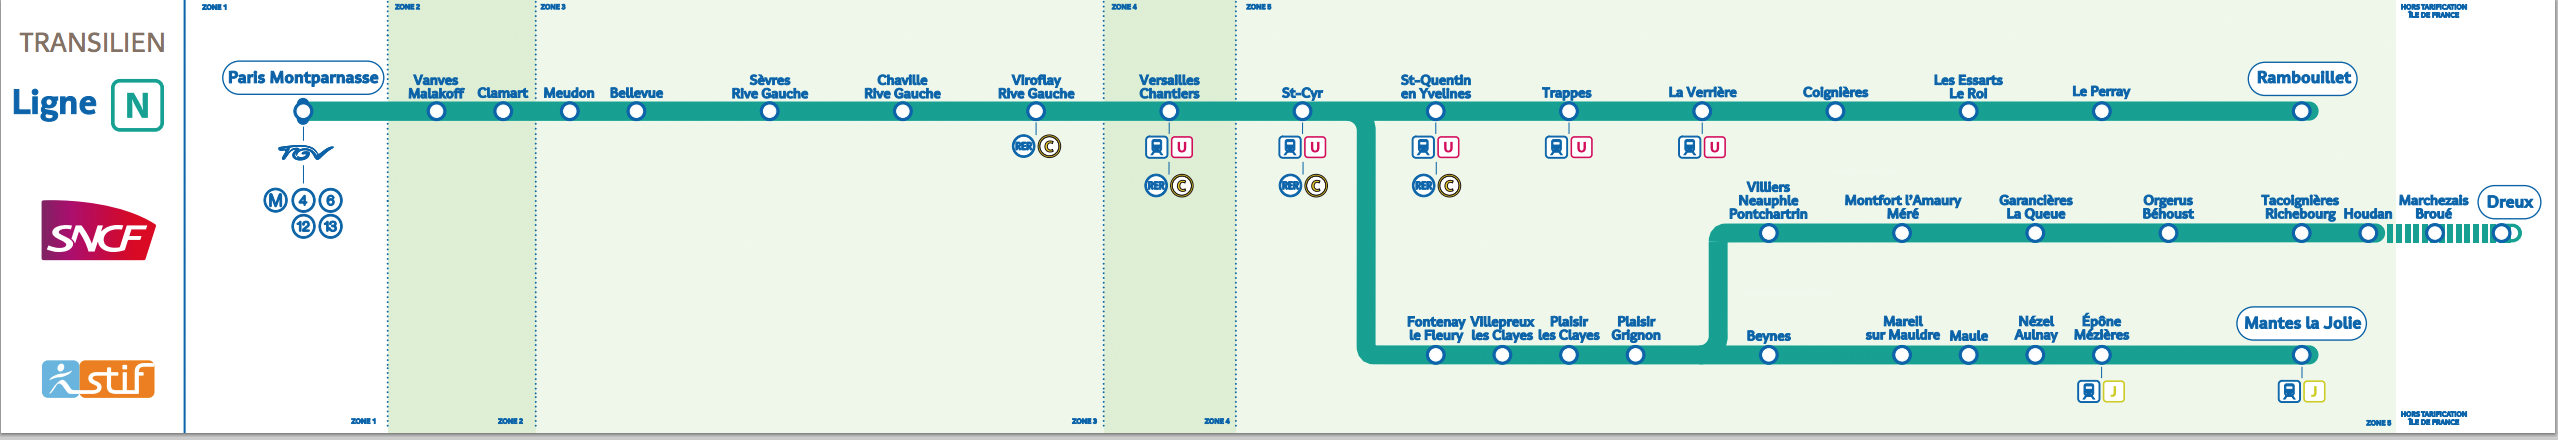 ZONE 1
ZONE 2
ZONE 3
ZONE 4
ZONE 5
HORS TARIFICATION
ÎLE DE FRANCE
TRANSILIEN
Ligne N
Paris Montparnasse
Vanves
Malakoff
Clamart
Meudon
Bellevue
Sèvres
Rive Gauche
Chaville
Rive Gauche
Viroflay
Rive Gauche
Versailles
Chantiers
St-Cyr
St-Quentin
en Yvelines
Trappes
La Verrière
Coignières
Les Essarts
Le Roi
Le Perray
Rambouillet
TGV
M 4 6
12 13
RER C
U
RER C
U
RER C
U
RER C
U
U
SNCF
Villiers
Neauphle
Pontchartrin
Montfort l'Amaury
Méré
Garancières
La Queue
Orgerus
Béhoust
Tacoignières
Richebourg
Houdan
Marchezais
Broué
Dreux
stif
Fontenay
le Fleury
Villepreux
les Clayes
Plaisir
les Clayes
Plaisir
Grignon
Beynes
Mareil
sur Mauldre
Maule
Nézel
Aulnay
Épône
Mézières
Mantes la Jolie
J
J
ZONE 1
ZONE 2
ZONE 3
ZONE 4
ZONE 5
HORS TARIFICATION
ÎLE DE FRANCE